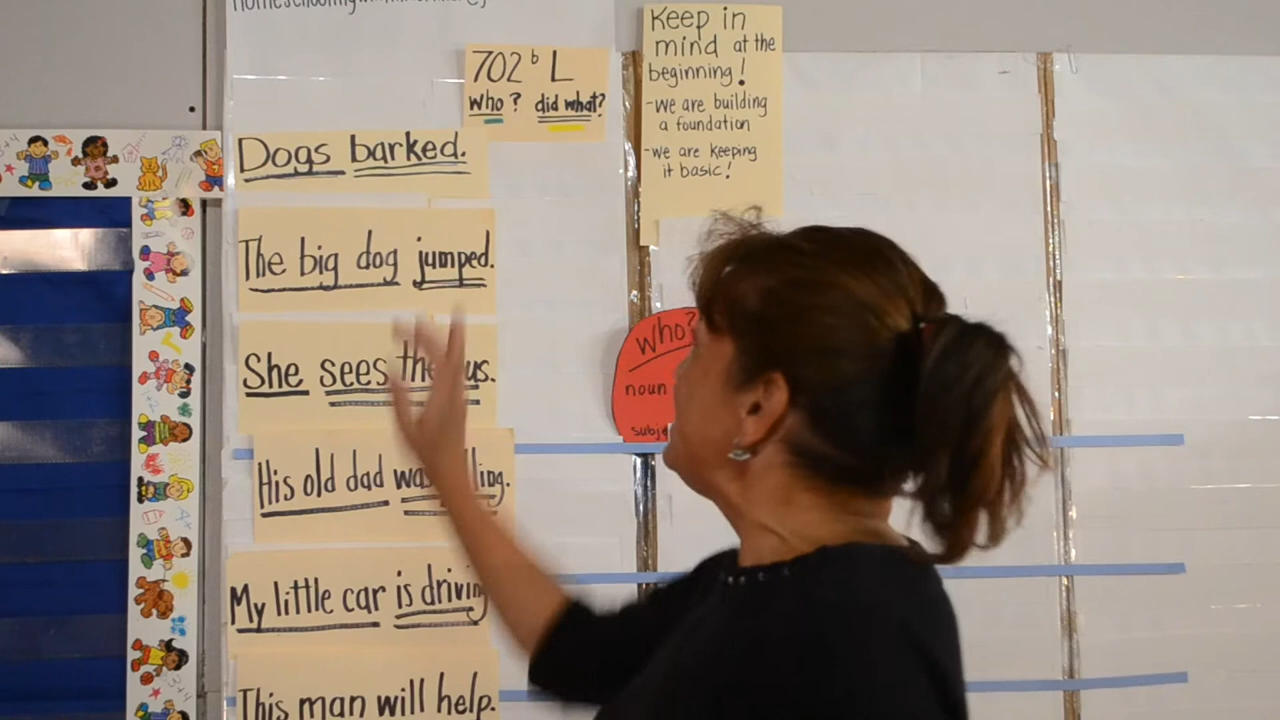 702 b L
who? did what?
Keep in
mind at the
beginning!
-we are building
a foundation
-we are keeping
it basic!
Dogs barked.
The big dog jumped.
She sees
His old dad
My little car is
This man will help.
who?
noun